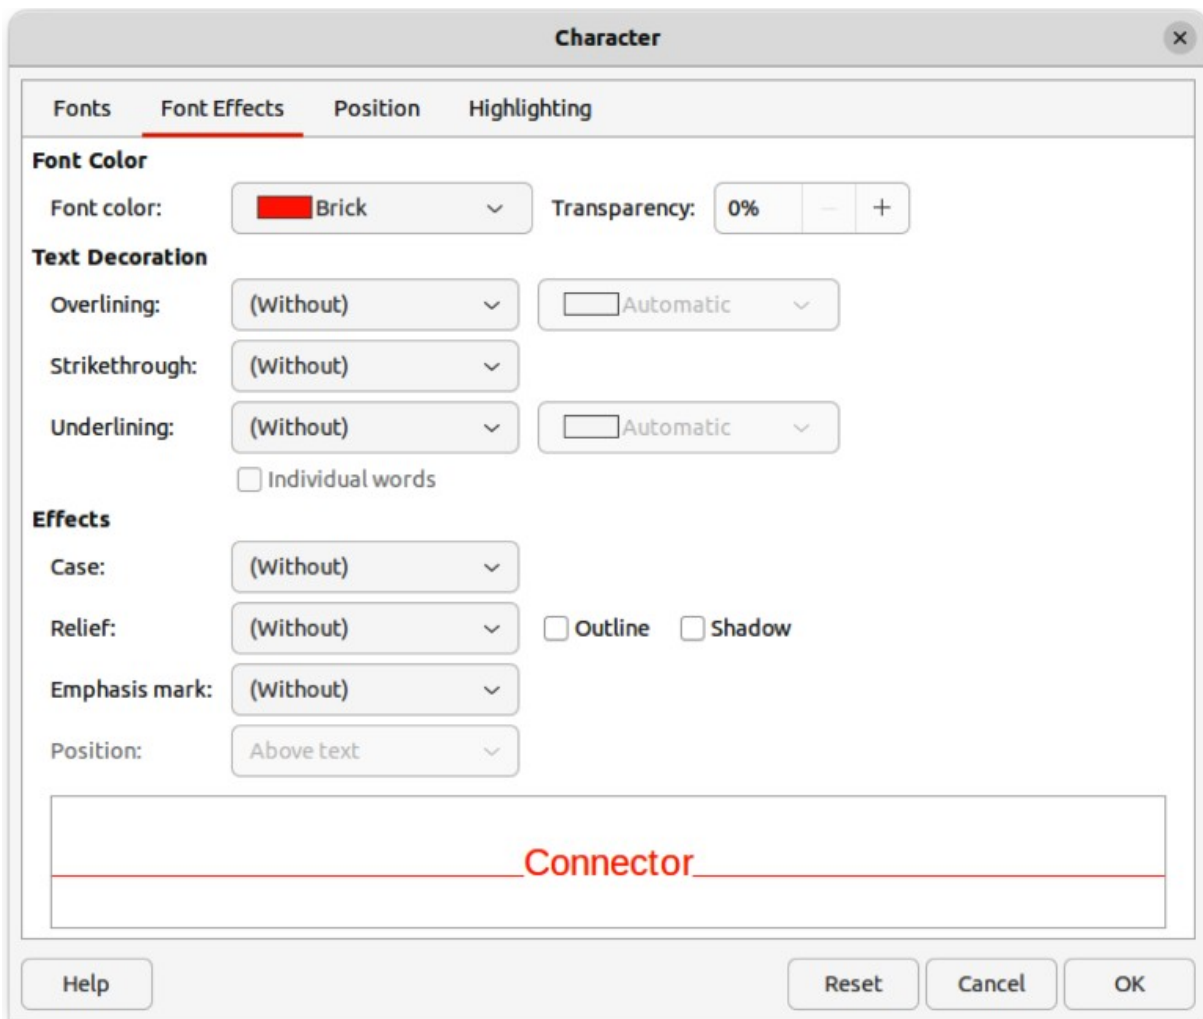 Character
Fonts Font Effects Position Highlighting
Font Color
Font color: Brick Transparency: 0%
Text Decoration
Overlining: (Without) Automatic
Strikethrough: (Without)
Underlining: (Without) Automatic
Individual words
Effects
Case: (Without)
Relief: (Without) Outline Shadow
Emphasis mark: (Without)
Position: Above text
Connector
Help Reset Cancel OK